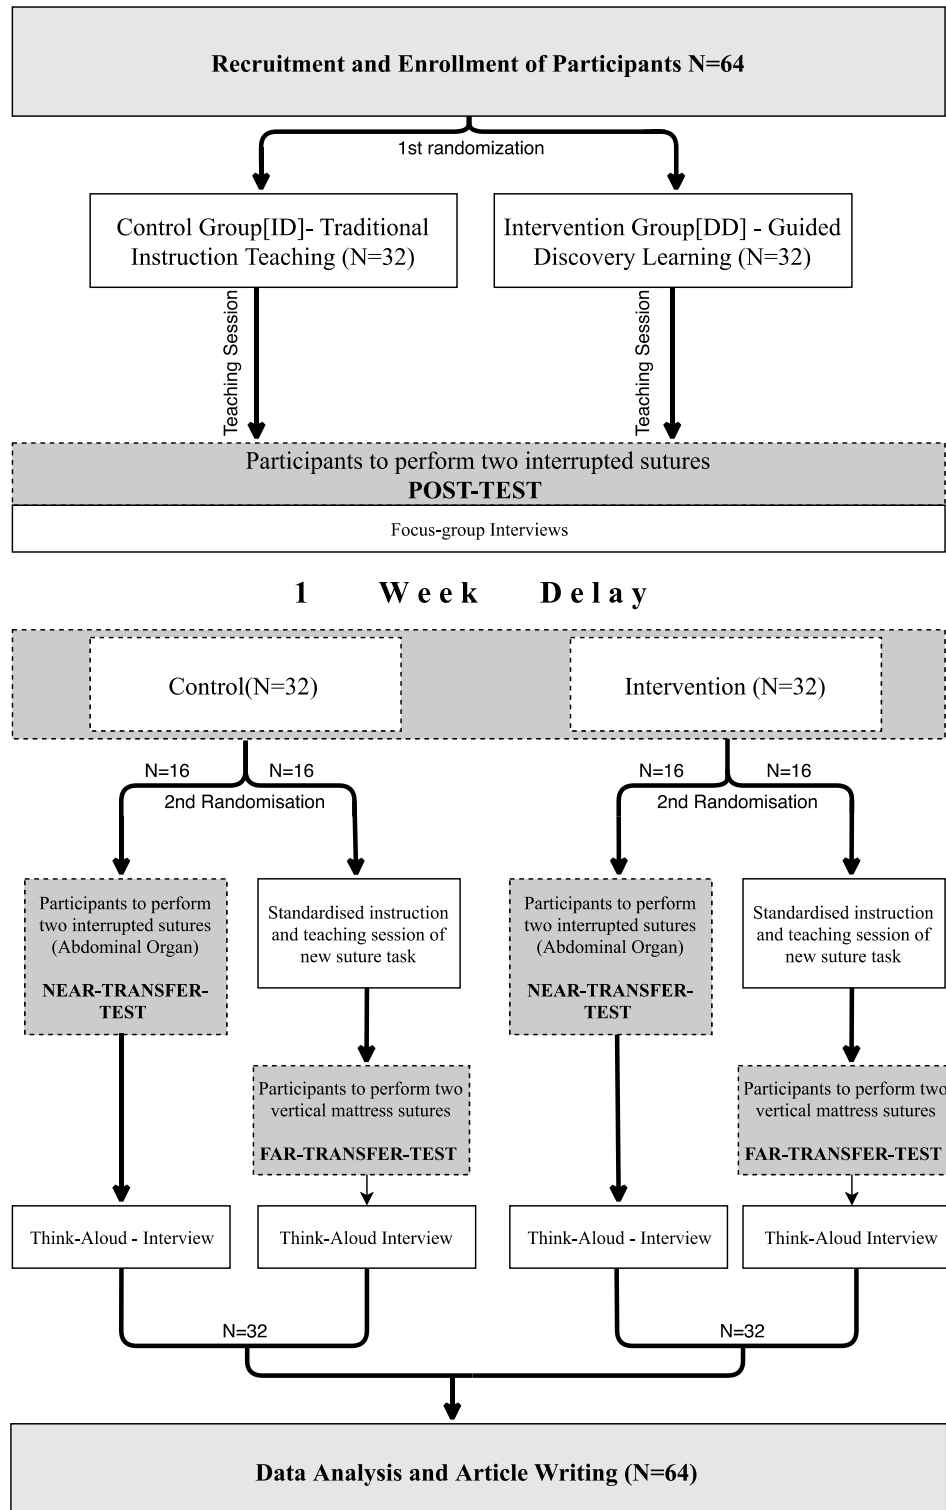 Recruitment and Enrollment of Participants N=64
1st randomization
Control Group[ID]- Traditional
Instruction Teaching (N=32)
Intervention Group[DD] - Guided
Discovery Learning (N=32)
Teaching Session
Teaching Session
Participants to perform two interrupted sutures
POST-TEST
Focus-group Interviews
1 Week Delay
Control(N=32)
Intervention (N=32)
N=16
N=16
2nd Randomisation
N=16
N=16
2nd Randomisation
Participants to perform
two interrupted sutures
(Abdominal Organ)
NEAR-TRANSFER-
TEST
Standardised instruction
and teaching session of
new suture task
Participants to perform
two interrupted sutures
(Abdominal Organ)
NEAR-TRANSFER-
TEST
Standardised instruction
and teaching session of
new suture task
Participants to perform two
vertical mattress sutures
FAR-TRANSFER-TEST
Participants to perform two
vertical mattress sutures
FAR-TRANSFER-TEST
Think-Aloud - Interview
Think-Aloud Interview
Think-Aloud - Interview
Think-Aloud Interview
N=32
N=32
Data Analysis and Article Writing (N=64)